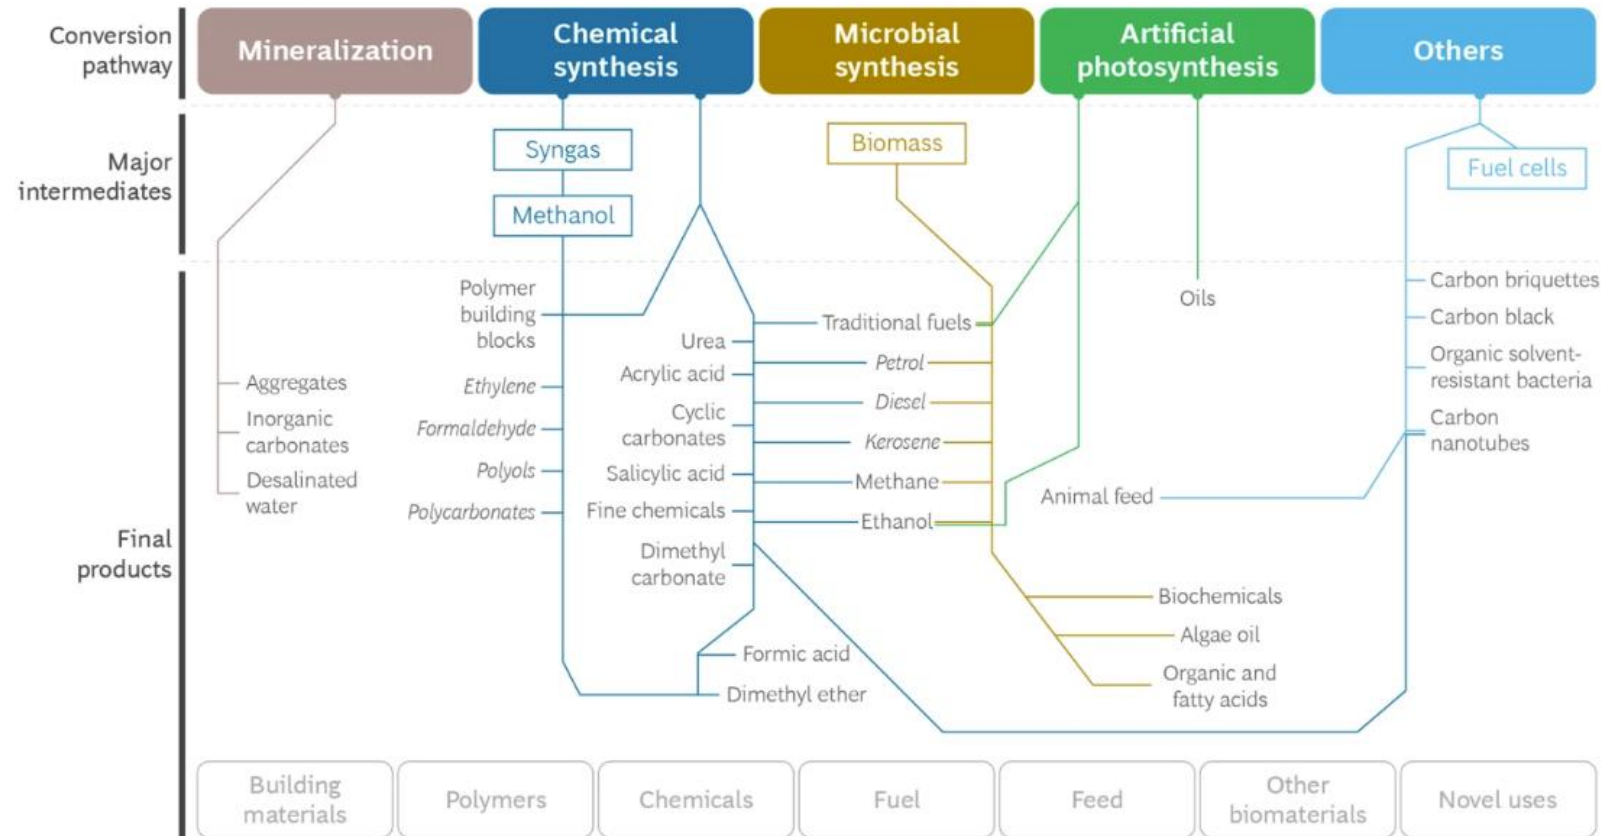 Conversion
pathway
Mineralization
Chemical
synthesis
Microbial
synthesis
Artificial
photosynthesis
Others
Major
intermediates
Syngas
Methanol
Biomass
Fuel cells
Final
products
Aggregates
Inorganic
carbonates
Desalinated
water
Polymer
building
blocks
Ethylene
Formaldehyde
Polyols
Polycarbonates
Urea
Acrylic acid
Cyclic
carbonates
Salicylic acid
Fine chemicals
Dimethyl
carbonate
Formic acid
Dimethyl ether
Traditional fuels
Petrol
Diesel
Kerosene
Methane
Ethanol
Biochemicals
Algae oil
Organic and
fatty acids
Oils
Animal feed
Carbon briquettes
Carbon black
Organic solvent-
resistant bacteria
Carbon
nanotubes
Building
materials
Polymers
Chemicals
Fuel
Feed
Other
biomaterials
Novel uses